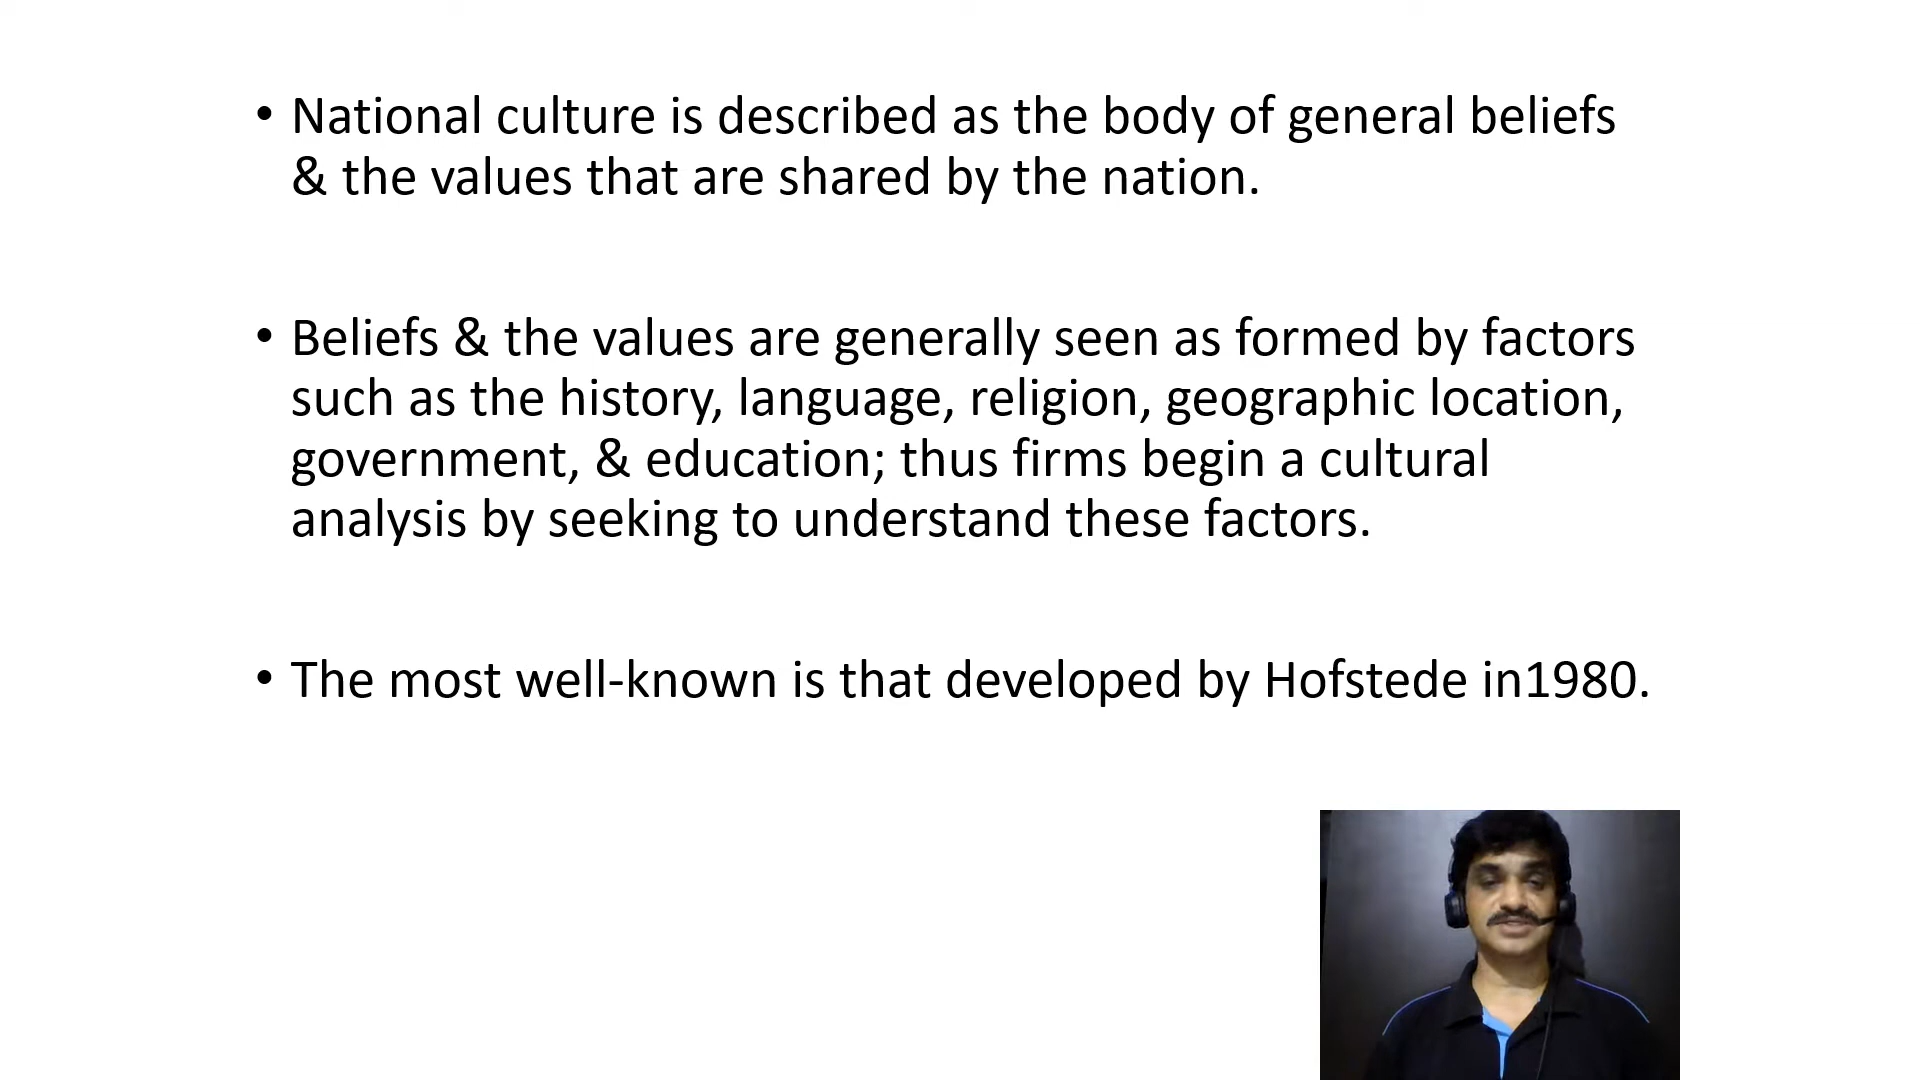 • National culture is described as the body of general beliefs
& the values that are shared by the nation.
• Beliefs & the values are generally seen as formed by factors
such as the history, language, religion, geographic location,
government, & education; thus firms begin a cultural
analysis by seeking to understand these factors.
• The most well-known is that developed by Hofstede in1980.